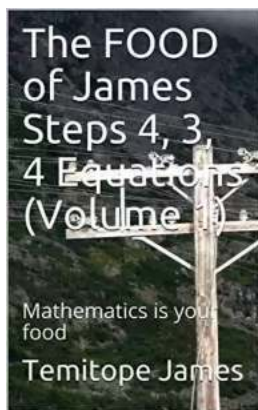 The FOOD
of James
Steps 4, 3,
4 Equations
(Volume 1)
Mathematics is your
food
Temitope James